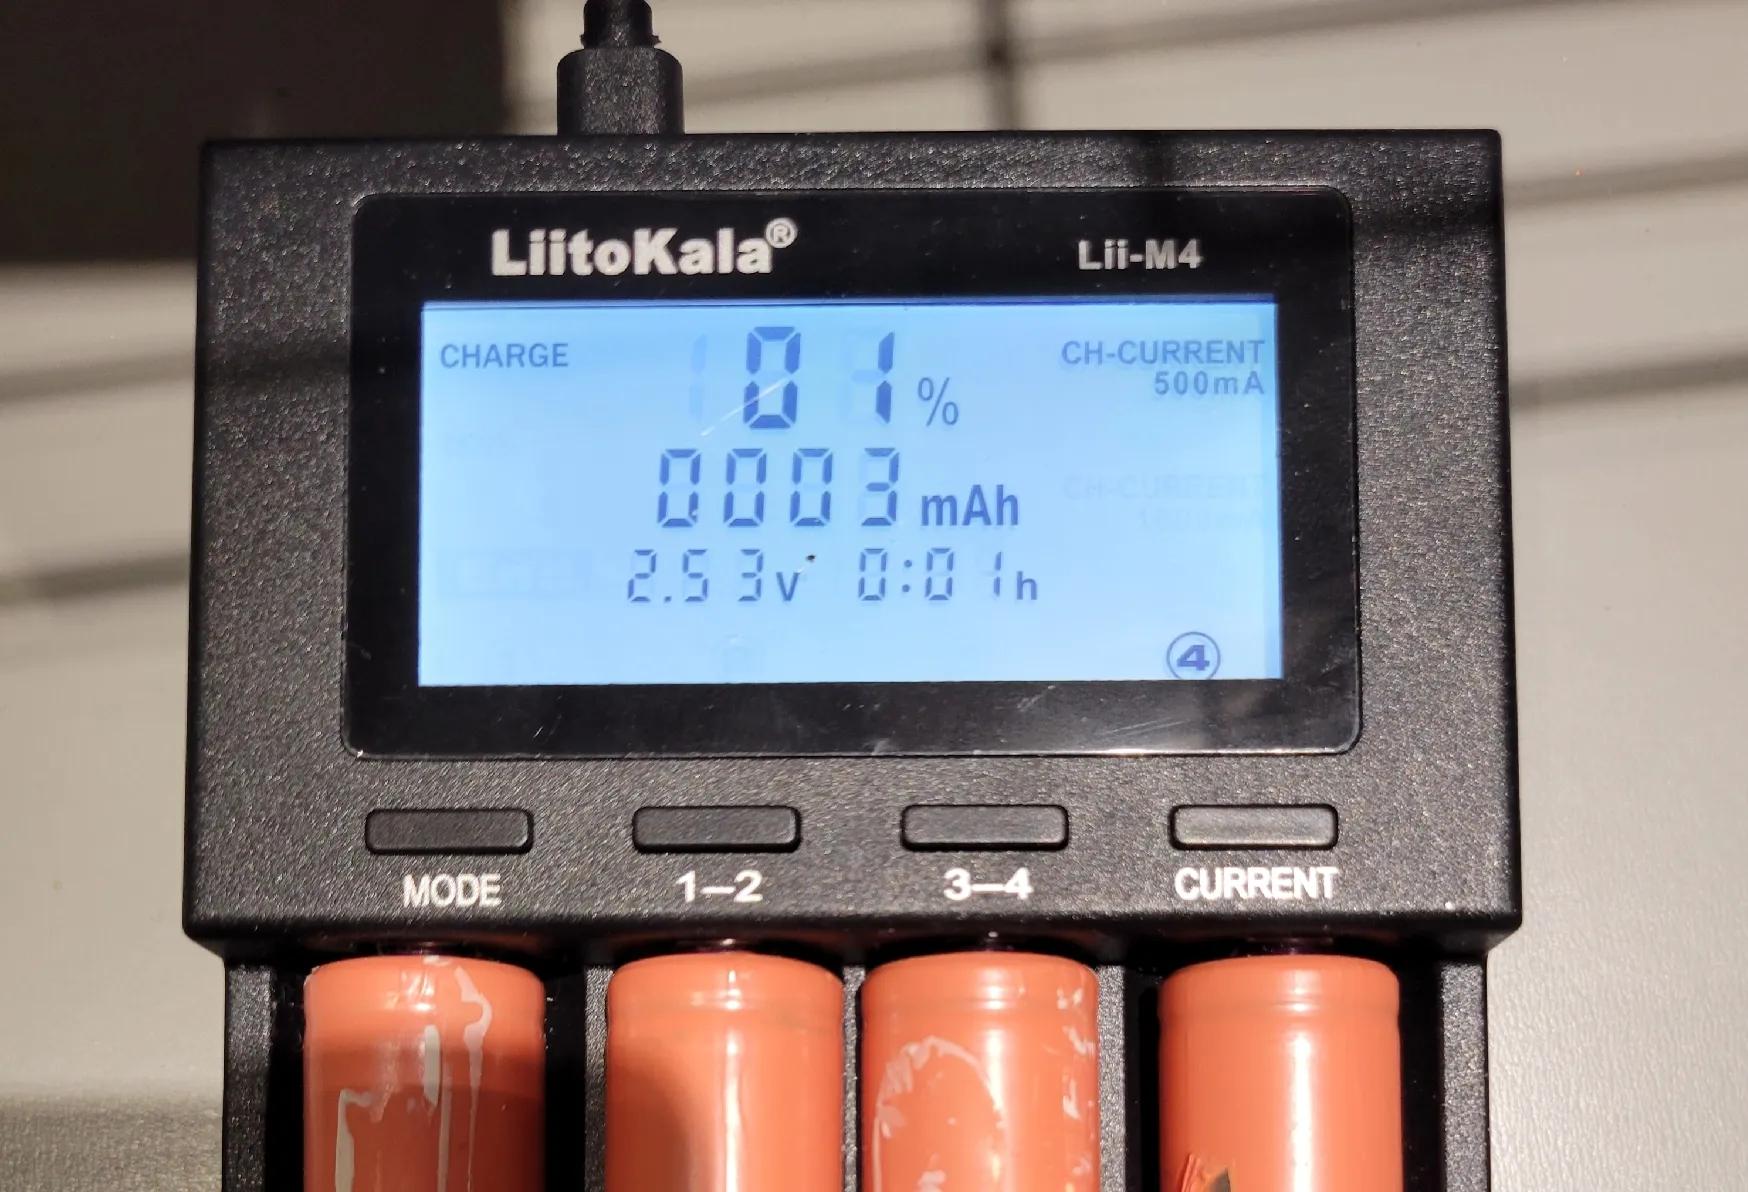 LiitoKala® Lii-M4
CHARGE 01% CH-CURRENT
500mA
0003mAh
2.53v 0:01h
4
MODE 1–2 3–4 CURRENT